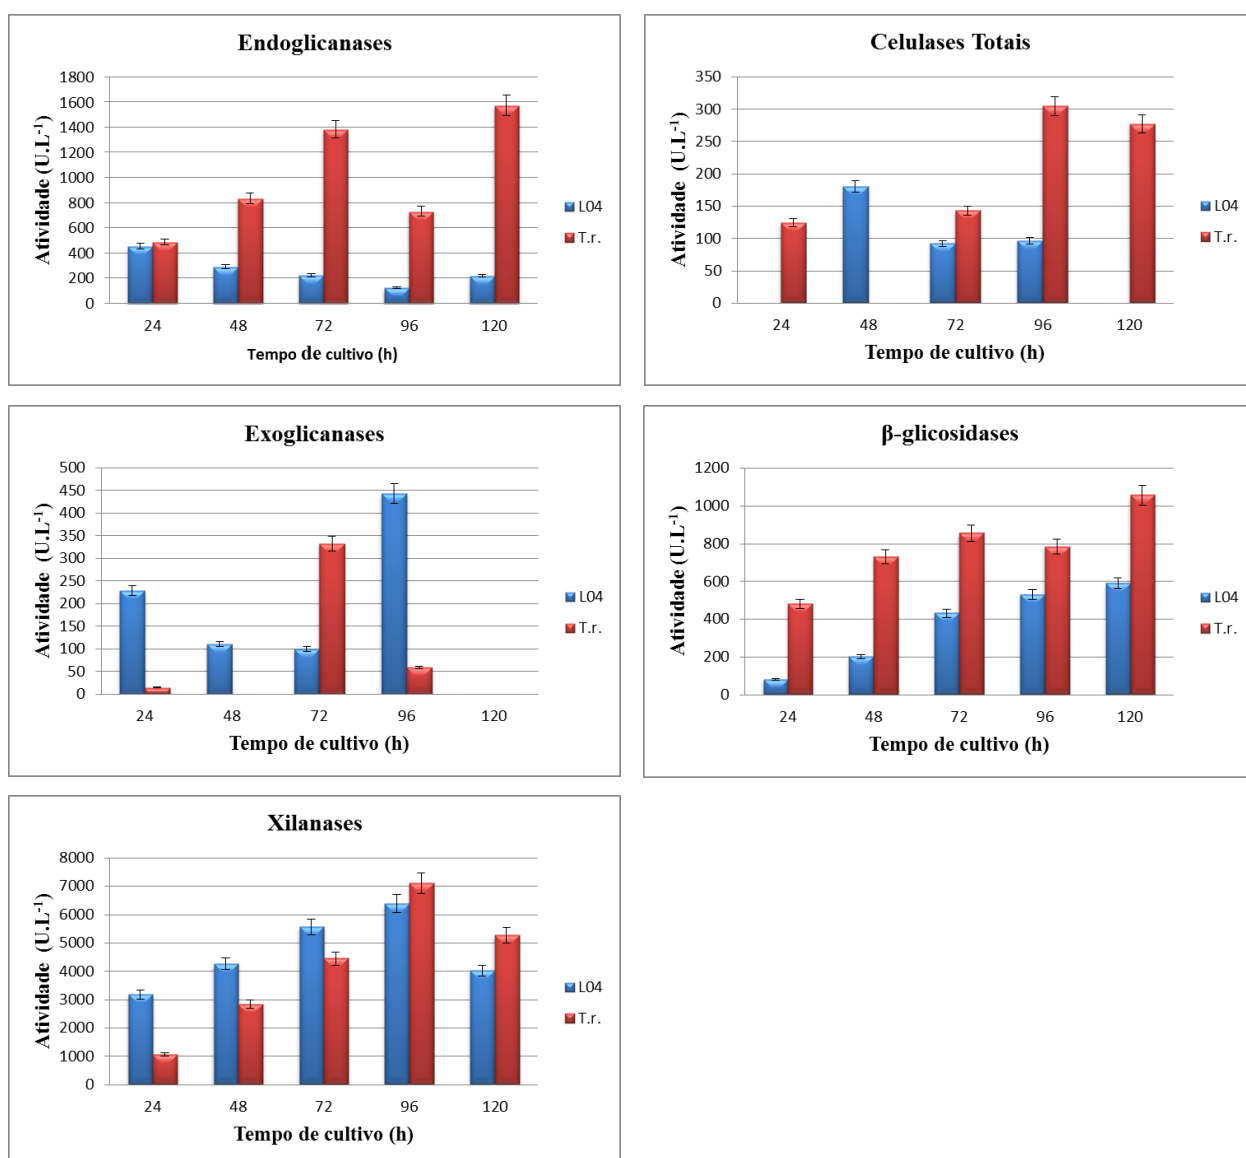 Endoglicanases
Atividade (U.L-1)
1800
1600
1400
1200
1000
800
600
400
200
0
24 48 72 96 120
Tempo de cultivo (h)
L04
T.r.
Celulases Totais
Atividade (U.L-1)
350
300
250
200
150
100
50
0
24 48 72 96 120
Tempo de cultivo (h)
L04
T.r.
Exoglicanases
Atividade (U.L-1)
500
450
400
350
300
250
200
150
100
50
0
24 48 72 96 120
Tempo de cultivo (h)
L04
T.r.
β-glicosidases
Atividade (U.L-1)
1200
1000
800
600
400
200
0
24 48 72 96 120
Tempo de cultivo (h)
L04
T.r.
Xilanases
Atividade (U.L-1)
8000
7000
6000
5000
4000
3000
2000
1000
0
24 48 72 96 120
Tempo de cultivo (h)
L04
T.r.